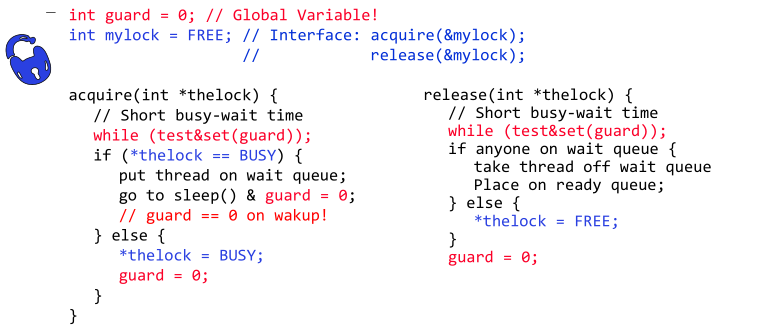 – int guard = 0; // Global Variable!
int mylock = FREE; // Interface: acquire(&mylock);
// release(&mylock);
acquire(int *thelock) {
// Short busy-wait time
while (test&set(guard));
if (*thelock == BUSY) {
put thread on wait queue;
go to sleep() & guard = 0;
// guard == 0 on wakup!
} else {
*thelock = BUSY;
guard = 0;
}
}
release(int *thelock) {
// Short busy-wait time
while (test&set(guard));
if anyone on wait queue {
take thread off wait queue
Place on ready queue;
} else {
*thelock = FREE;
}
guard = 0;